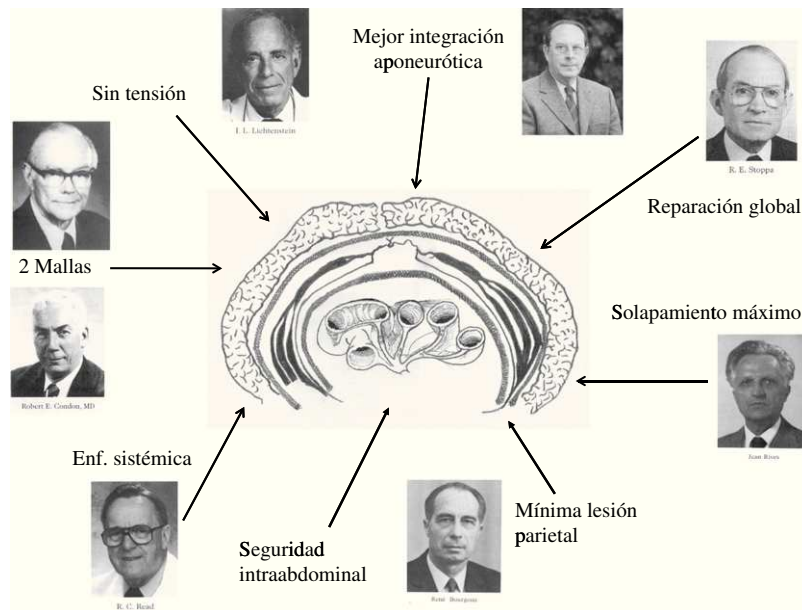 Mejor integración
aponeurótica
Sin tensión
I. L. Lichtenstein
R. E. Stoppa
Reparación global
2 Mallas
Solapamiento máximo
Robert E. Condon, MD
Jean Rives
Enf. sistémica
Mínima lesión
parietal
Seguridad
intraabdominal
R. C. Read
René Bourgeon